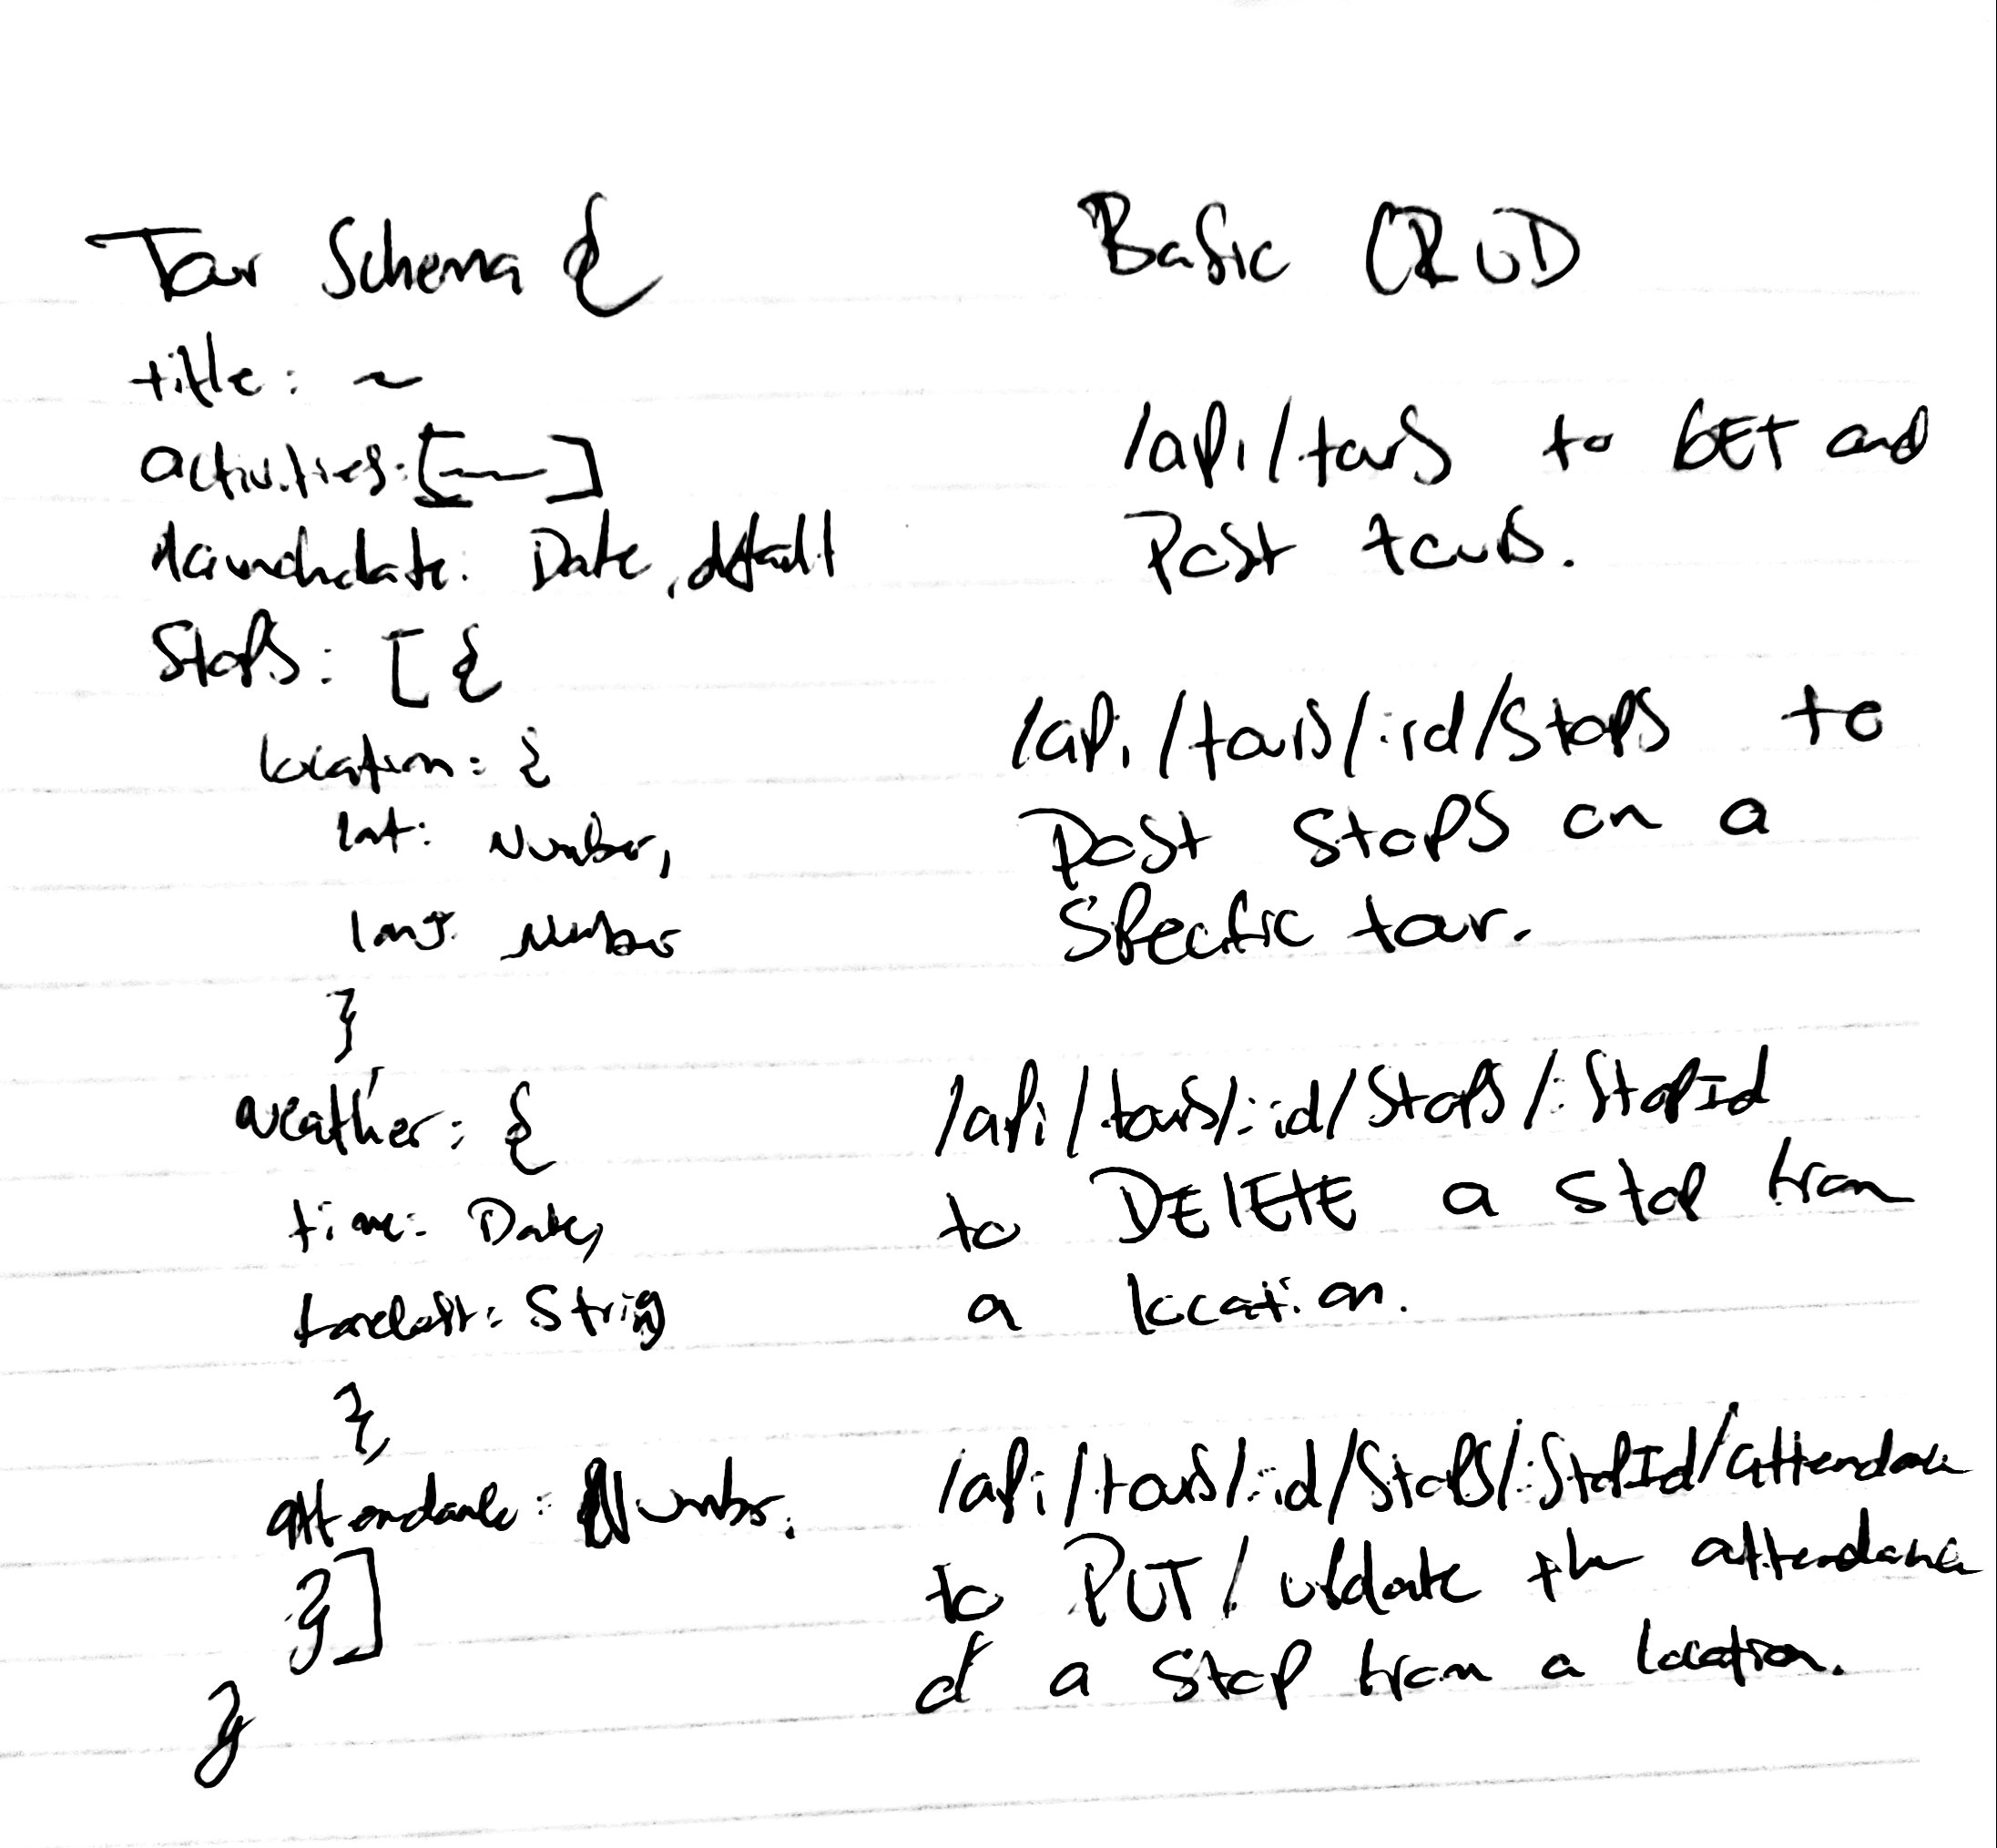 Tour Schema {
title: ~
activities: [—]
launchdate: Date, default
Stops: [{
location: {
lat: Number,
long: Number
}
weather: {
time: Date,
forecast: String
},
attendance: Number.
}]
}
Basic CRUD
/api/tours to GET and
Post tours.
/api/tours/:id/stops to
Post stops on a
Specific tour.
/api/tours/:id/Stops/:StopId
to DELETE a stop from
a location.
/api/tours/:id/Stops/:StopId/attendance
to PUT/update the attendance
of a stop from a location.